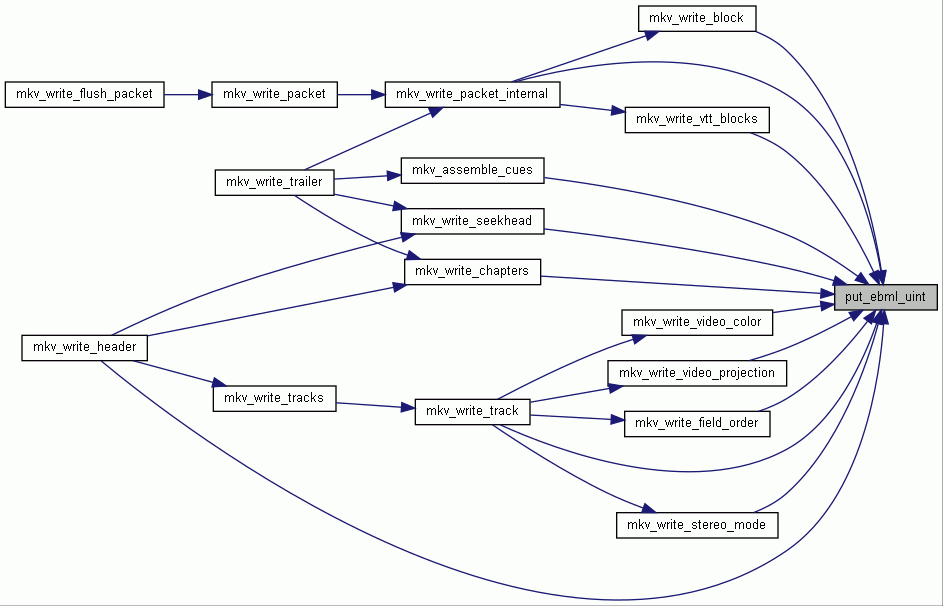 mkv_write_block
mkv_write_flush_packet
mkv_write_packet
mkv_write_packet_internal
mkv_write_vtt_blocks
mkv_write_trailer
mkv_assemble_cues
mkv_write_seekhead
mkv_write_chapters
put_ebml_uint
mkv_write_video_color
mkv_write_header
mkv_write_video_projection
mkv_write_tracks
mkv_write_track
mkv_write_field_order
mkv_write_stereo_mode